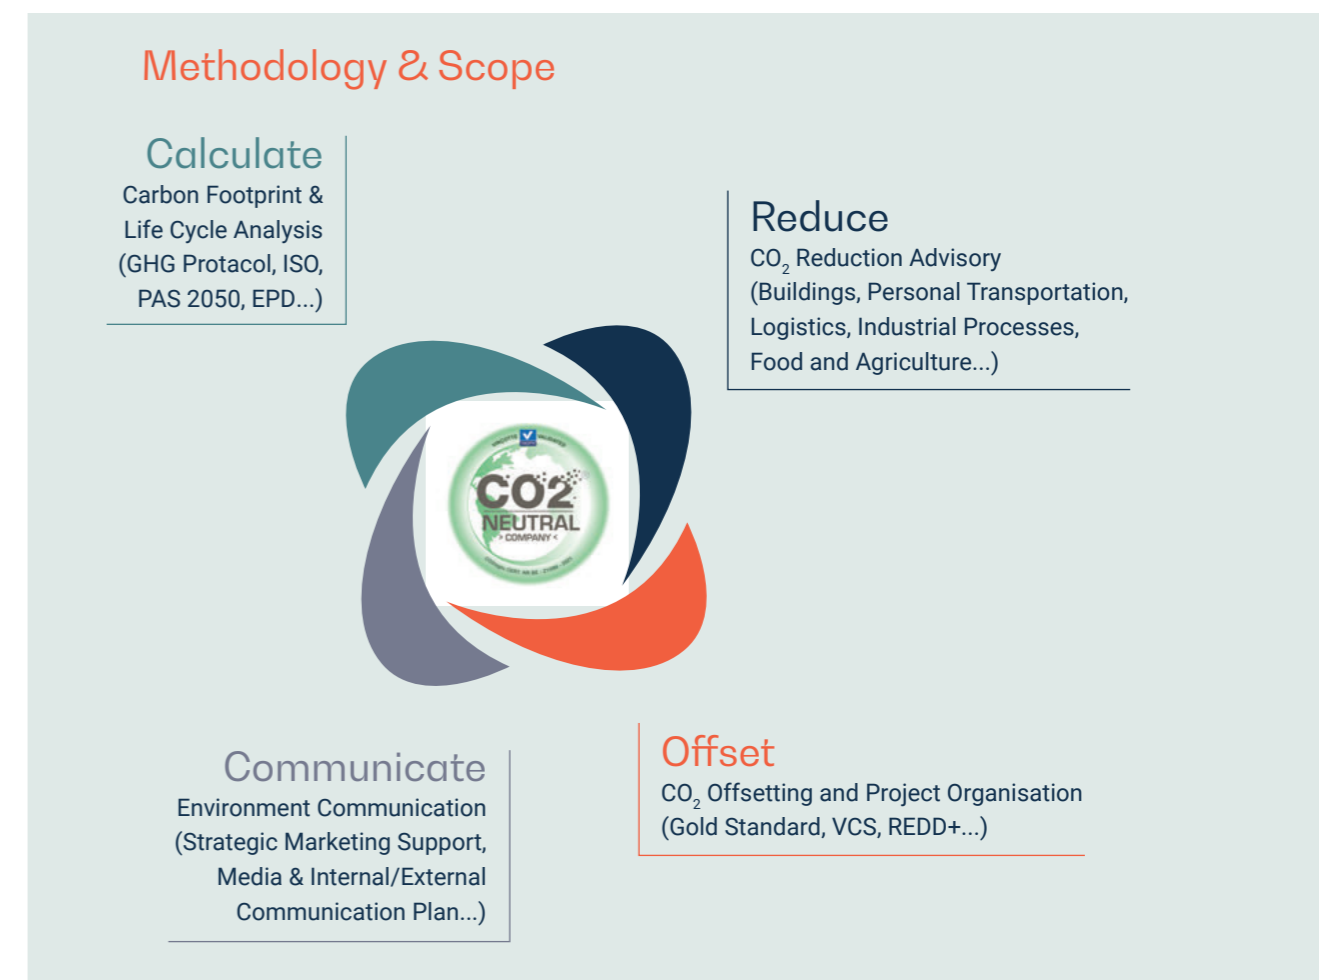 Methodology & Scope
Calculate
Carbon Footprint &
Life Cycle Analysis
(GHG Protacol, ISO,
PAS 2050, EPD...)
Reduce
CO₂ Reduction Advisory
(Buildings, Personal Transportation,
Logistics, Industrial Processes,
Food and Agriculture...)
VINÇOTTE VALIDATED
CO2
NEUTRAL
> COMPANY <
Offset
CO₂ Offsetting and Project Organisation
(Gold Standard, VCS, REDD+...)
Communicate
Environment Communication
(Strategic Marketing Support,
Media & Internal/External
Communication Plan...)